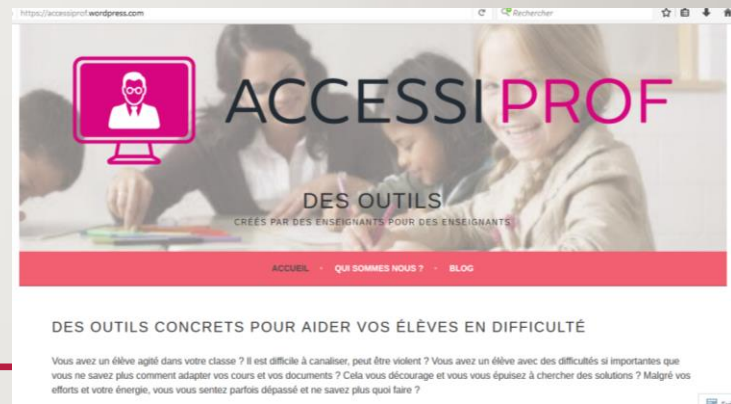 https://accessiprof.wordpress.com
Rechercher
ACCESSIPROF
DES OUTILS
CRÉÉS PAR DES ENSEIGNANTS POUR DES ENSEIGNANTS
ACCUEIL · QUI SOMMES NOUS ? · BLOG
DES OUTILS CONCRETS POUR AIDER VOS ÉLÈVES EN DIFFICULTÉ
Vous avez un élève agité dans votre classe ? Il est difficile à canaliser, peut être violent ? Vous avez un élève avec des difficultés si importantes que
vous ne savez plus comment adapter vos cours et vos documents ? Cela vous décourage et vous vous épuisez à chercher des solutions ? Malgré vos
efforts et votre énergie, vous vous sentez parfois dépassé et ne savez plus quoi faire ?